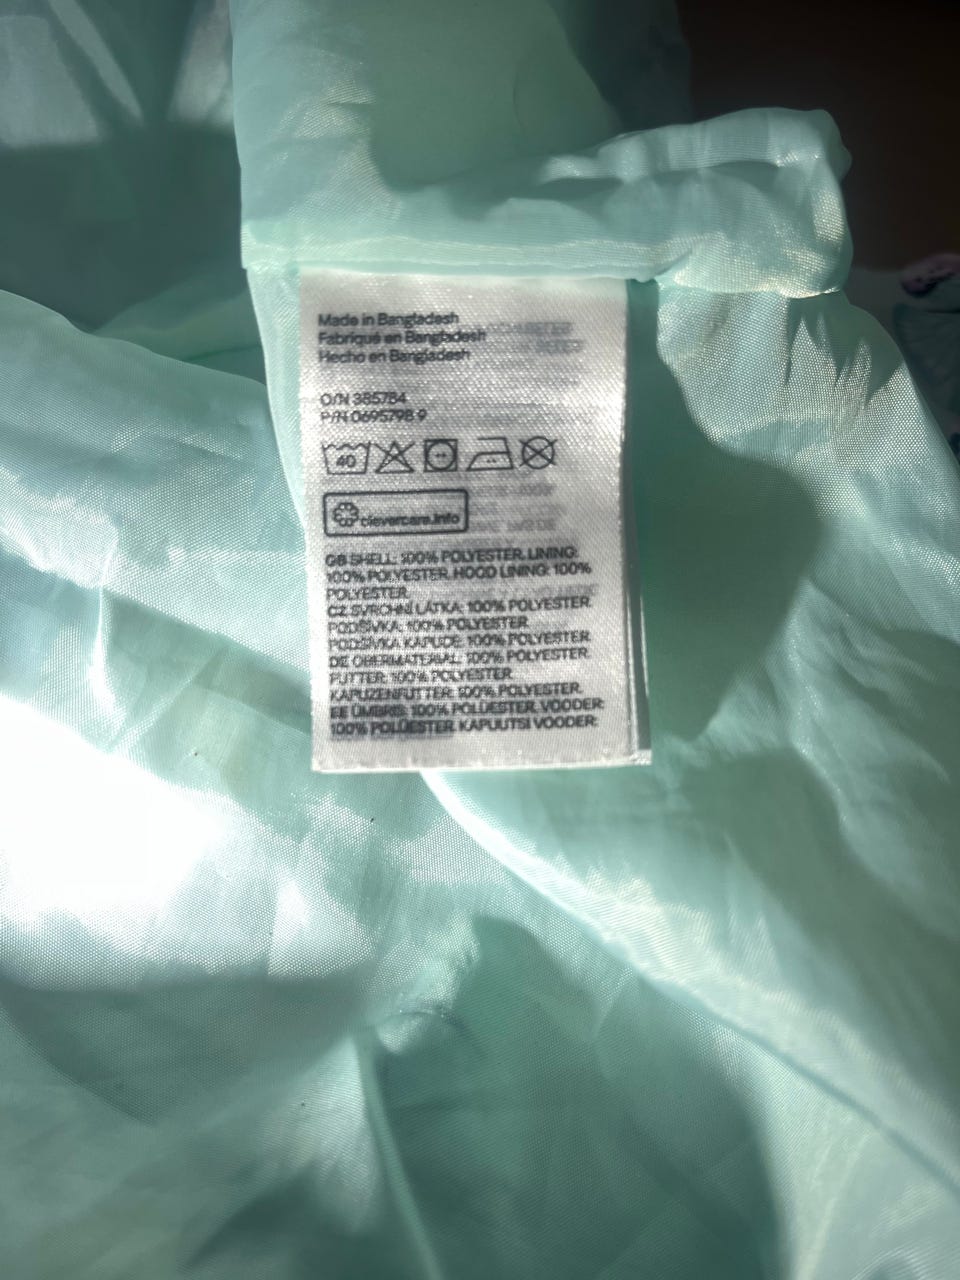 Made in Bangladesh
Fabriqué en Bangladesh
Hecho en Bangladesh
O/N 385784
P/N 0695798 9
40
clevercare.info
GB SHELL: 100% POLYESTER. LINING:
100% POLYESTER. HOOD LINING: 100%
POLYESTER.
CZ SVRCHNÍ LÁTKA: 100% POLYESTER.
PODŠÍVKA: 100% POLYESTER.
PODŠÍVKA KAPUCE: 100% POLYESTER.
DE OBERMATERIAL: 100% POLYESTER.
FUTTER: 100% POLYESTER.
KAPUZENFUTTER: 100% POLYESTER.
EE ÜMBRIS: 100% POLÜESTER. VOODER:
100% POLÜESTER. KAPUUTSI VOODER: